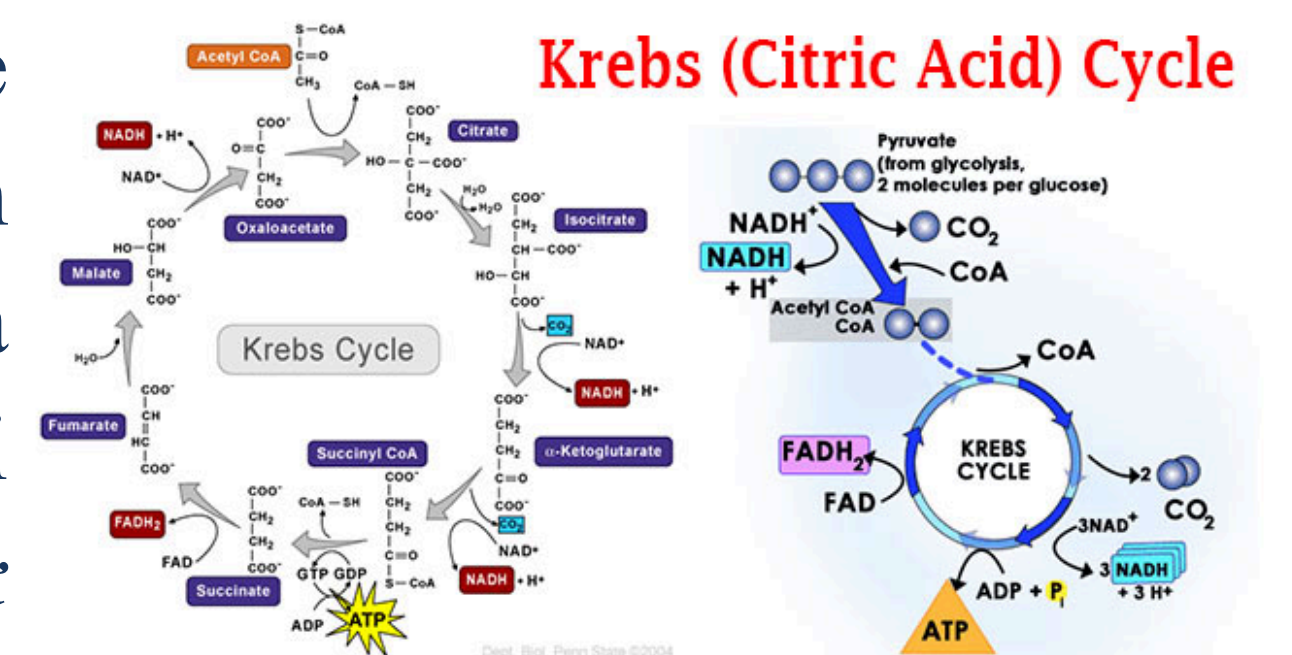 Krebs (Citric Acid) Cycle
S–CoA
Acetyl CoA
C=O
CH₃
CoA – SH
COO⁻
CH₂
HO – C – COO⁻
CH₂
COO⁻
Citrate
H₂O
H₂O
COO⁻
CH₂
CH – COO⁻
HO – CH
COO⁻
Isocitrate
CO₂
NAD⁺
NADH + H⁺
COO⁻
CH₂
CH₂
C=O
COO⁻
α-Ketoglutarate
CO₂
NAD⁺
NADH + H⁺
Succinyl CoA
COO⁻
CH₂
CH₂
C=O
S – CoA
CoA – SH
GTP GDP
ADP
ATP
COO⁻
CH₂
CH₂
COO⁻
Succinate
FAD
FADH₂
COO⁻
CH
HC
COO⁻
Fumarate
H₂O
COO⁻
HO–CH
CH₂
COO⁻
Malate
NAD⁺
NADH + H⁺
COO⁻
O=C
CH₂
COO⁻
Oxaloacetate
Krebs Cycle
Dept. Biol. Penn State ©2004
Pyruvate
(from glycolysis,
2 molecules per glucose)
NADH⁺
NADH
+ H⁺
CO₂
CoA
Acetyl CoA
CoA
CoA
KREBS
CYCLE
FADH₂
FAD
2
CO₂
3NAD⁺
3 NADH
+ 3 H⁺
ADP + Pᵢ
ATP